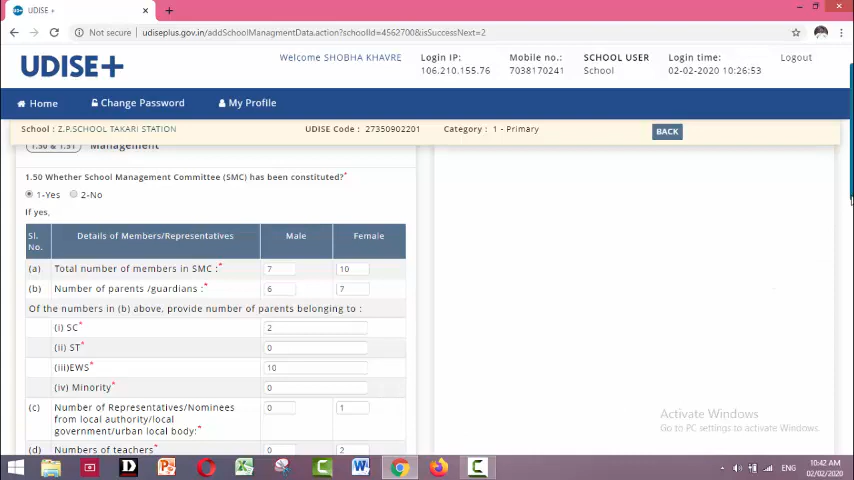 UDISE+
Not secure | udiseplus.gov.in/addSchoolManagmentData.action?schoolId=4562700&isSuccessNext=2
UDISE+
Welcome SHOBHA KHAVRE
Login IP:
106.210.155.76
Mobile no.:
7038170241
SCHOOL USER
School
Login time:
02-02-2020 10:26:53
Logout
Home
Change Password
My Profile
School : Z.P.SCHOOL TAKARI STATION
UDISE Code : 27350902201
Category : 1 - Primary
BACK
1.50 & 1.51
Management
1.50 Whether School Management Committee (SMC) has been constituted?*
1-Yes 2-No
If yes,
Sl. No. Details of Members/Representatives Male Female
(a) Total number of members in SMC :* 7 10
(b) Number of parents /guardians :* 6 7
Of the numbers in (b) above, provide number of parents belonging to :
(i) SC* 2
(ii) ST* 0
(iii)EWS* 10
(iv) Minority* 0
(c) Number of Representatives/Nominees 0 1
from local authority/local
government/urban local body:*
(d) Numbers of teachers* 0 2
Activate Windows
Go to PC settings to activate Windows.
ENG
10:42 AM
02/02/2020